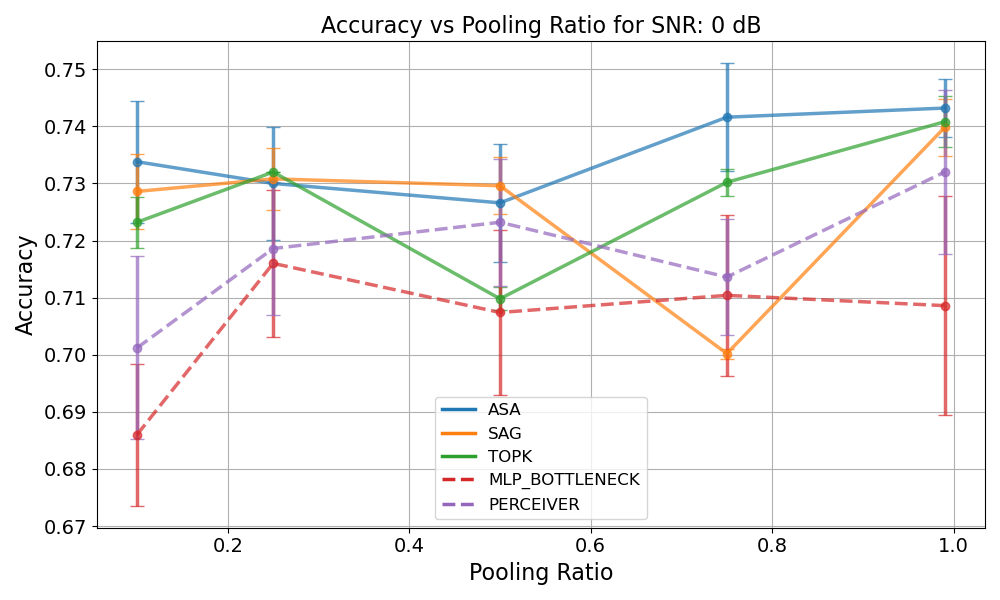 Accuracy vs Pooling Ratio for SNR: 0 dB
Accuracy
0.75
0.74
0.73
0.72
0.71
0.70
0.69
0.68
0.67
ASA
SAG
TOPK
MLP_BOTTLENECK
PERCEIVER
0.2 0.4 0.6 0.8 1.0
Pooling Ratio